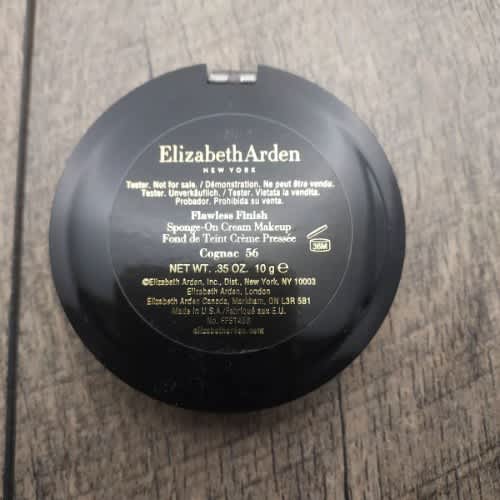 Elizabeth Arden
NEW YORK
Tester. Not for sale. / Démonstration. Ne peut être vendu.
Tester. Unverkäuflich. / Tester. Vietata la vendita.
Probador. Prohibida su venta.
Flawless Finish
Sponge-On Cream Makeup
Fond de Teint Crème Pressée
36M
Cognac 56
NET WT. .35 OZ. 10 g ℮
©Elizabeth Arden, Inc., Dist., New York, NY 10003
Elizabeth Arden, London
Elizabeth Arden Canada, Markham, ON L3R 5B1
Made in U.S.A./Fabriqué aux E.U.
No.
elizabetharden.com